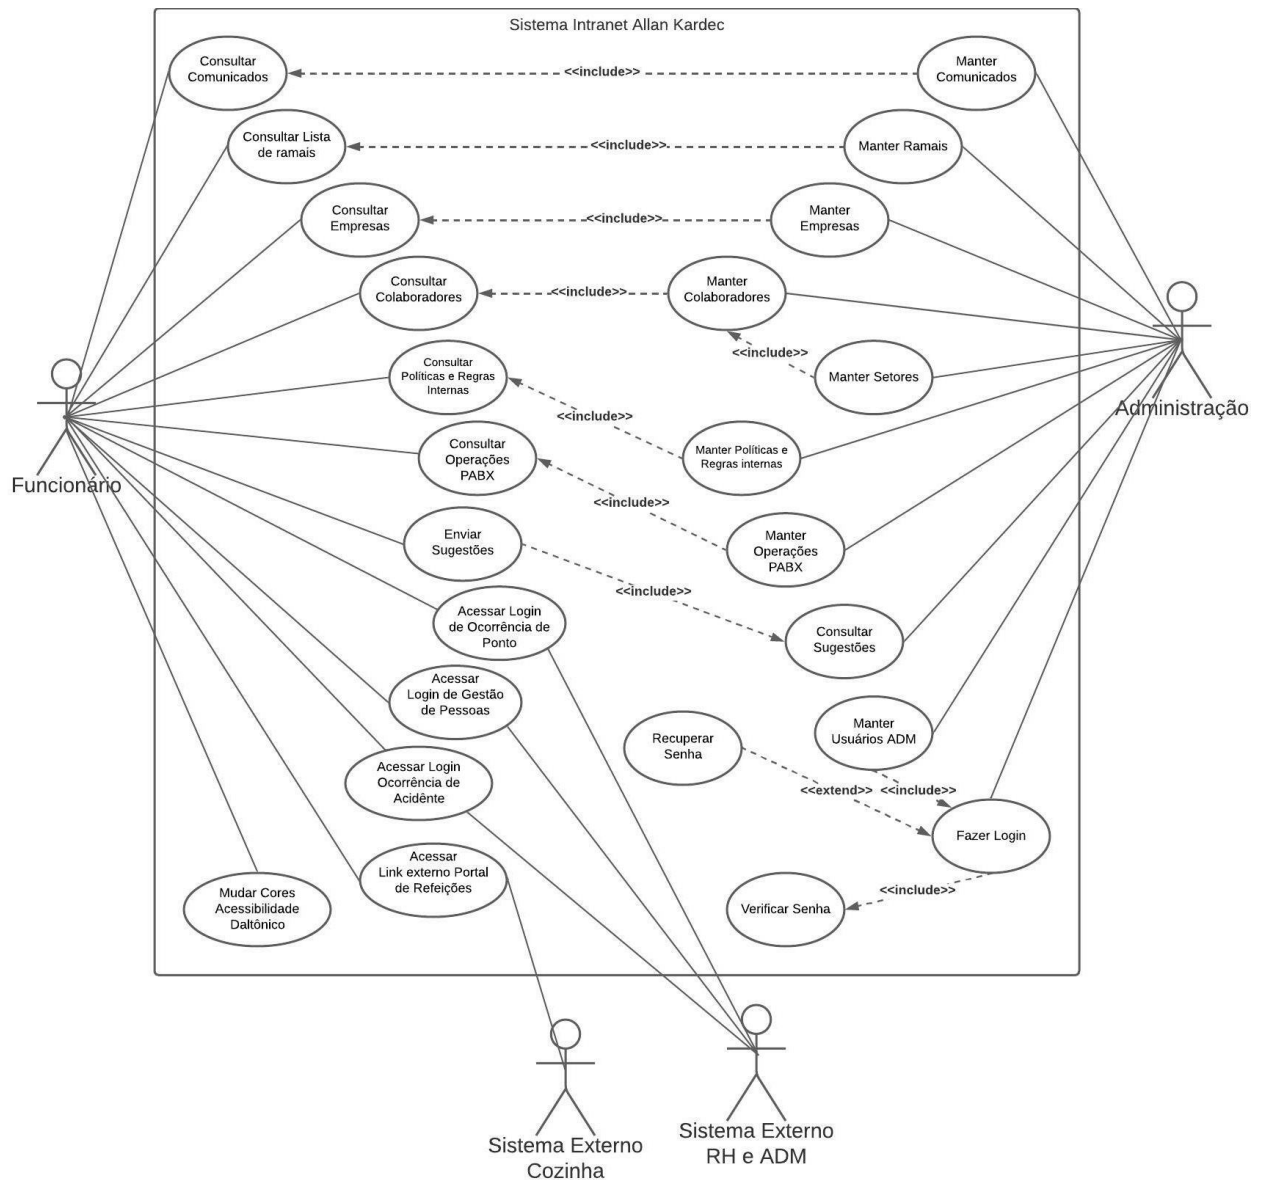 Sistema Intranet Allan Kardec
Consultar
Comunicados
<<include>>
Manter
Comunicados
Consultar Lista
de ramais
<<include>>
Manter Ramais
Consultar
Empresas
<<include>>
Manter
Empresas
Consultar
Colaboradores
<<include>>
Manter
Colaboradores
<<include>>
Manter Setores
Consultar
Políticas e Regras
Internas
<<include>>
Manter Políticas e
Regras internas
Administração
Funcionário
Consultar
Operações
PABX
<<include>>
Manter
Operações
PABX
Enviar
Sugestões
<<include>>
Consultar
Sugestões
Acessar Login
de Ocorrência de
Ponto
Acessar
Login de Gestão
de Pessoas
Recuperar
Senha
Manter
Usuários ADM
<<extend>>
<<include>>
Acessar Login
Ocorrência de
Acidênte
Fazer Login
Acessar
Link externo Portal
de Refeições
<<include>>
Verificar Senha
Mudar Cores
Acessibilidade
Daltônico
Sistema Externo
Cozinha
Sistema Externo
RH e ADM